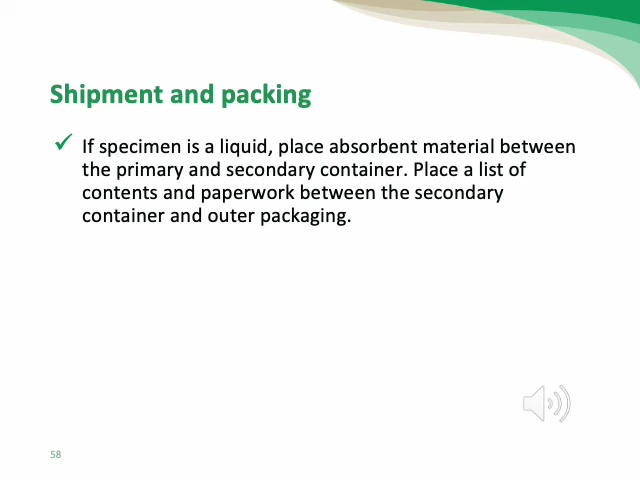 Shipment and packing
✓ If specimen is a liquid, place absorbent material between
the primary and secondary container. Place a list of
contents and paperwork between the secondary
container and outer packaging.
58